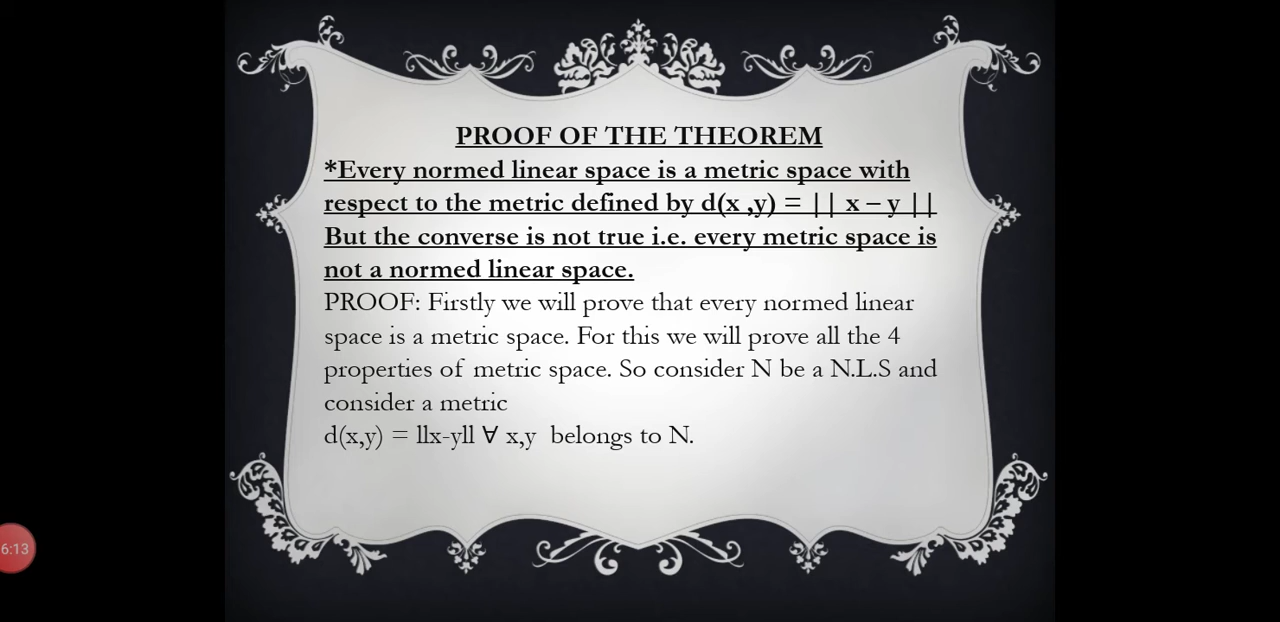 PROOF OF THE THEOREM
*Every normed linear space is a metric space with
respect to the metric defined by d(x ,y) = || x – y ||
But the converse is not true i.e. every metric space is
not a normed linear space.
PROOF: Firstly we will prove that every normed linear
space is a metric space. For this we will prove all the 4
properties of metric space. So consider N be a N.L.S and
consider a metric
d(x,y) = llx-yll ∀ x,y  belongs to N.
6:13